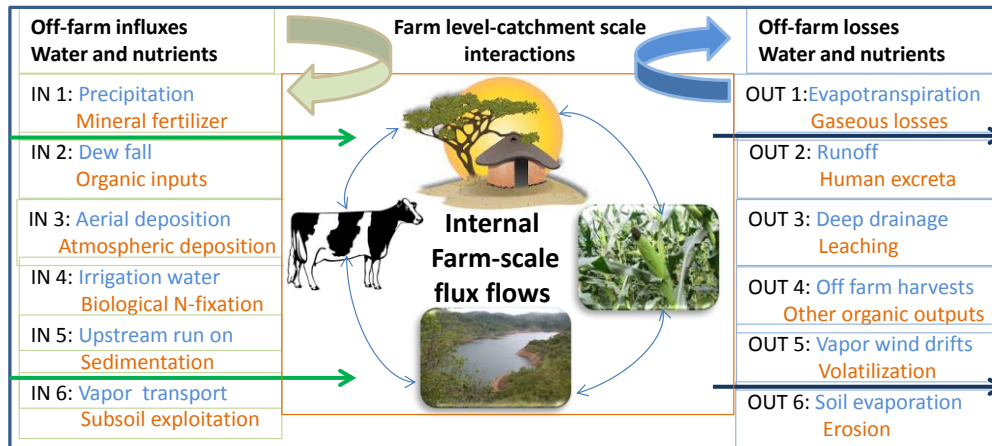 Off-farm influxes
Water and nutrients
IN 1: Precipitation
Mineral fertilizer
IN 2: Dew fall
Organic inputs
IN 3: Aerial deposition
Atmospheric deposition
IN 4: Irrigation water
Biological N-fixation
IN 5: Upstream run on
Sedimentation
IN 6: Vapor transport
Subsoil exploitation
Farm level-catchment scale
interactions
Internal
Farm-scale
flux flows
Off-farm losses
Water and nutrients
OUT 1:Evapotranspiration
Gaseous losses
OUT 2: Runoff
Human excreta
OUT 3: Deep drainage
Leaching
OUT 4: Off farm harvests
Other organic outputs
OUT 5: Vapor wind drifts
Volatilization
OUT 6: Soil evaporation
Erosion